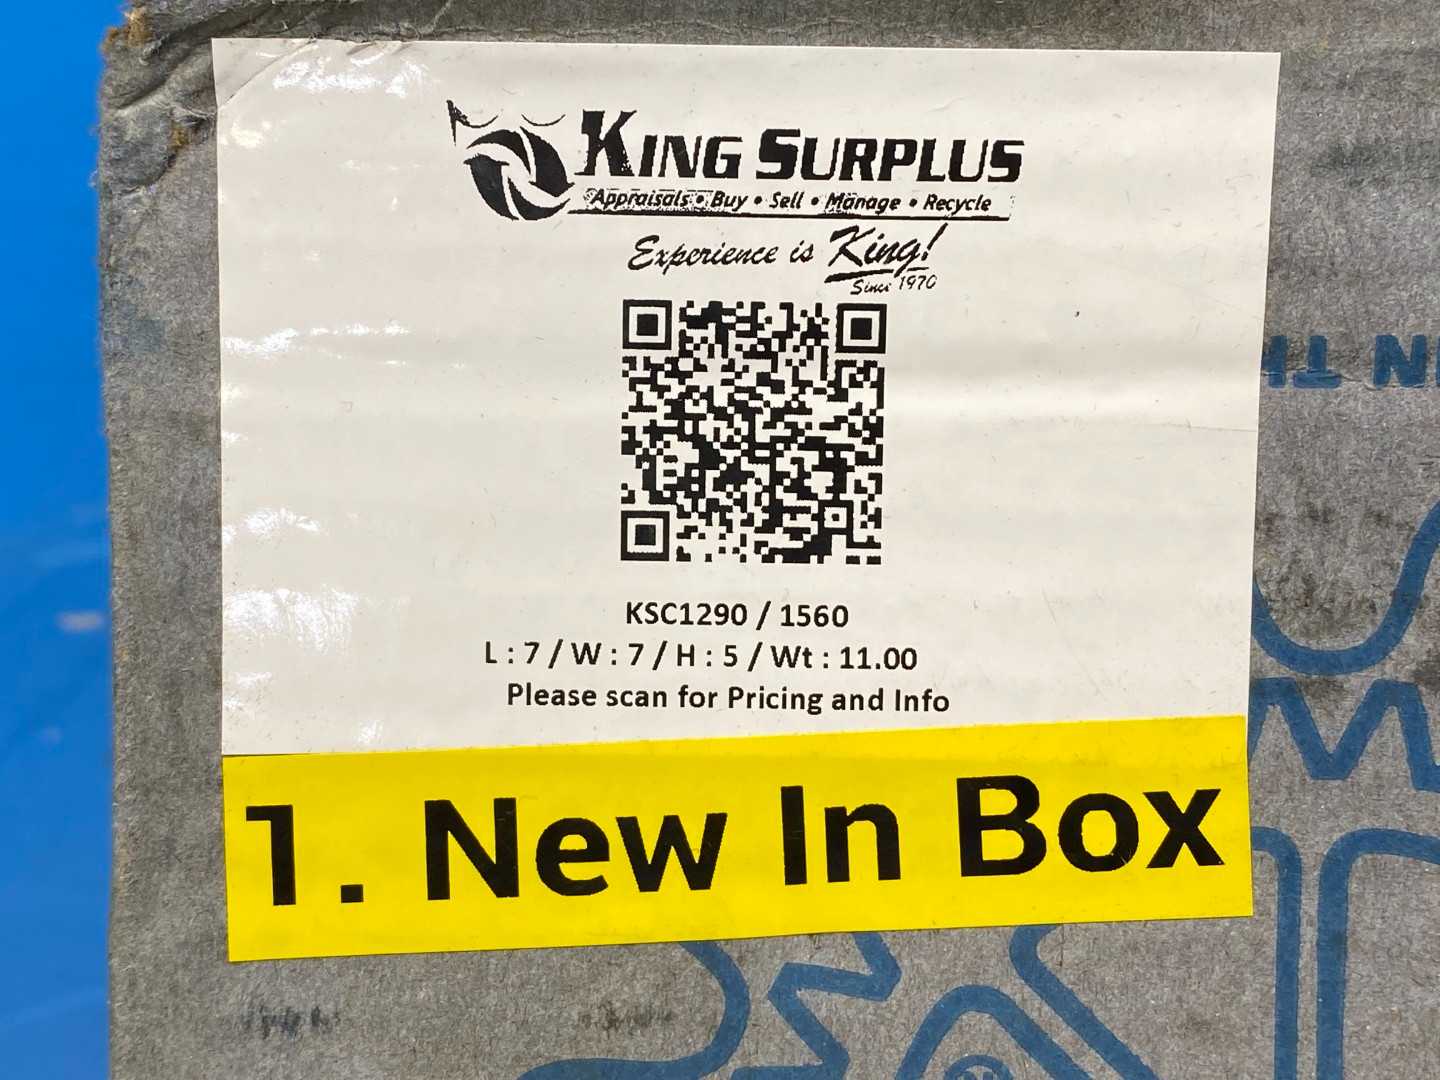 KING SURPLUS
Appraisals • Buy • Sell • Manage • Recycle
Experience is King!
Since 1970
KSC1290 / 1560
L : 7 / W : 7 / H : 5 / Wt : 11.00
Please scan for Pricing and Info
1. New In Box